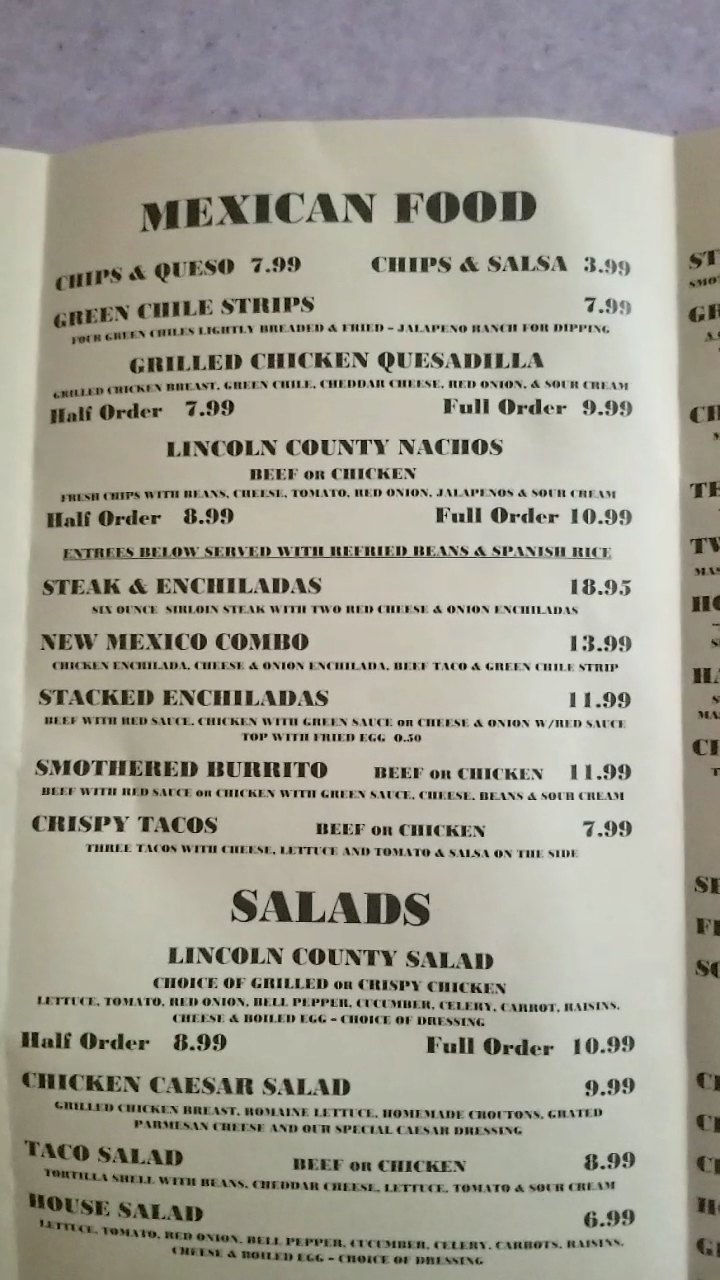 MEXICAN FOOD
CHIPS & QUESO 7.99 CHIPS & SALSA 3.99
GREEN CHILE STRIPS 7.99
FOUR GREEN CHILES LIGHTLY BREADED & FRIED - JALAPENO RANCH FOR DIPPING
GRILLED CHICKEN QUESADILLA
GRILLED CHICKEN BREAST, GREEN CHILE, CHEDDAR CHEESE, RED ONION, & SOUR CREAM
Half Order 7.99 Full Order 9.99
LINCOLN COUNTY NACHOS
BEEF or CHICKEN
FRESH CHIPS WITH BEANS, CHEESE, TOMATO, RED ONION, JALAPENOS & SOUR CREAM
Half Order 8.99 Full Order 10.99
ENTREES BELOW SERVED WITH REFRIED BEANS & SPANISH RICE
STEAK & ENCHILADAS 18.95
SIX OUNCE SIRLOIN STEAK WITH TWO RED CHEESE & ONION ENCHILADAS
NEW MEXICO COMBO 13.99
CHICKEN ENCHILADA, CHEESE & ONION ENCHILADA, BEEF TACO & GREEN CHILE STRIP
STACKED ENCHILADAS 11.99
BEEF WITH RED SAUCE, CHICKEN WITH GREEN SAUCE or CHEESE & ONION W/RED SAUCE
TOP WITH FRIED EGG 0.50
SMOTHERED BURRITO BEEF or CHICKEN 11.99
BEEF WITH RED SAUCE or CHICKEN WITH GREEN SAUCE, CHEESE, BEANS & SOUR CREAM
CRISPY TACOS BEEF or CHICKEN 7.99
THREE TACOS WITH CHEESE, LETTUCE AND TOMATO & SALSA ON THE SIDE
SALADS
LINCOLN COUNTY SALAD
CHOICE OF GRILLED or CRISPY CHICKEN
LETTUCE, TOMATO, RED ONION, BELL PEPPER, CUCUMBER, CELERY, CARROT, RAISINS,
CHEESE & BOILED EGG - CHOICE OF DRESSING
Half Order 8.99 Full Order 10.99
CHICKEN CAESAR SALAD 9.99
GRILLED CHICKEN BREAST, ROMAINE LETTUCE, HOMEMADE CROUTONS, GRATED
PARMESAN CHEESE AND OUR SPECIAL CAESAR DRESSING
TACO SALAD BEEF or CHICKEN 8.99
TORTILLA SHELL WITH BEANS, CHEDDAR CHEESE, LETTUCE, TOMATO & SOUR CREAM
HOUSE SALAD 6.99
LETTUCE, TOMATO, RED ONION, BELL PEPPER, CUCUMBER, CELERY, CARROTS, RAISINS,
CHEESE & BOILED EGG - CHOICE OF DRESSING